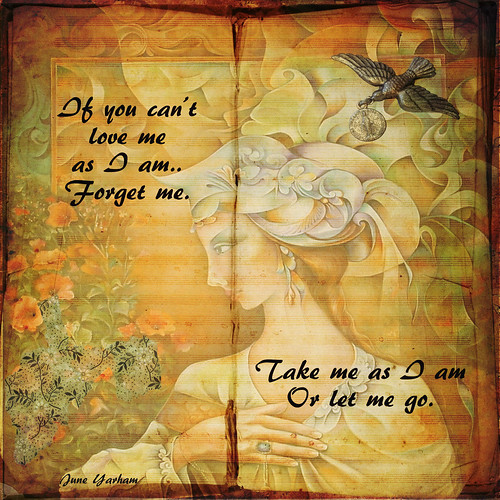 If you can't
love me
as I am..
Forget me.
Take me as I am
Or let me go.
June Yarham